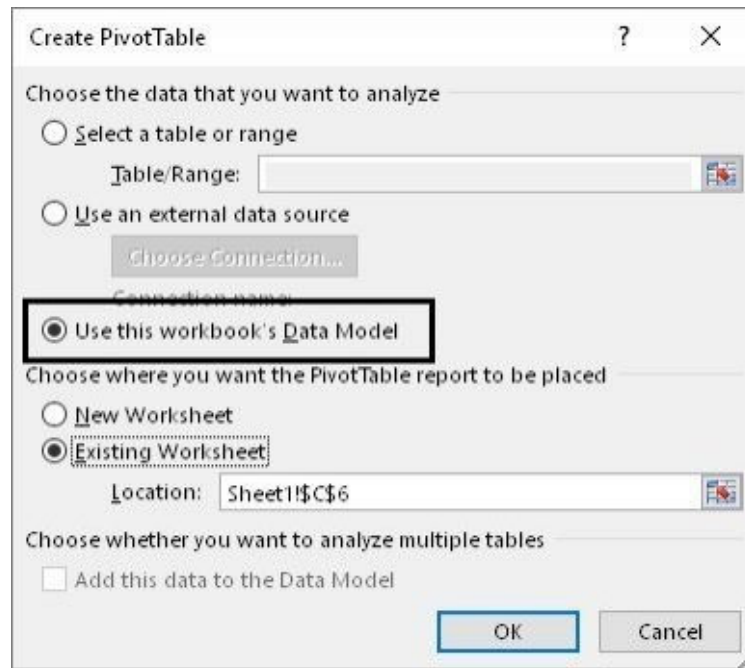 Create PivotTable ?
Choose the data that you want to analyze
Select a table or range
Table/Range:
Use an external data source
Choose Connection...
Connection name:
Use this workbook's Data Model
Choose where you want the PivotTable report to be placed
New Worksheet
Existing Worksheet
Location: Sheet1!$C$6
Choose whether you want to analyze multiple tables
Add this data to the Data Model
OK Cancel